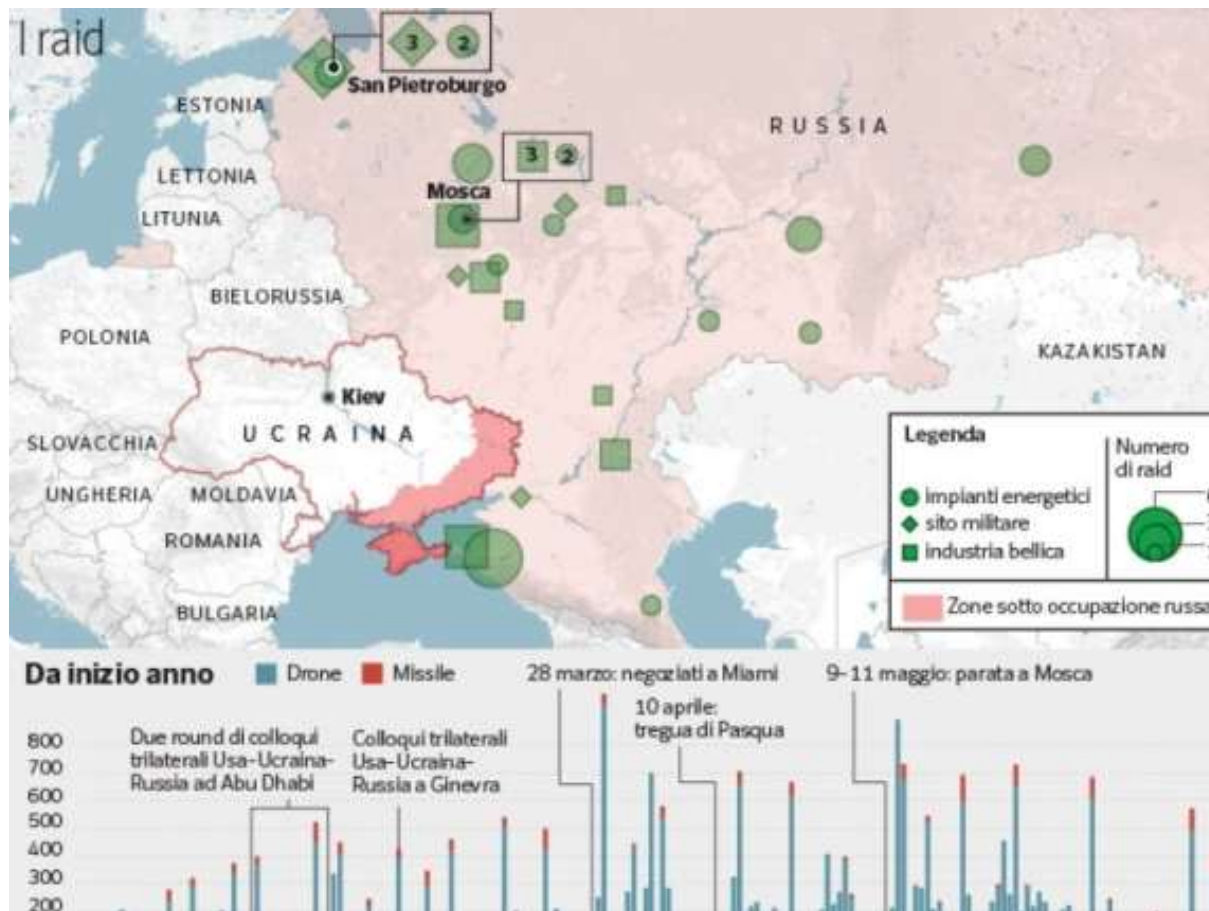 I raid
3 2
San Pietroburgo
ESTONIA
RUSSIA
3 2
LETTONIA
Mosca
LITUNIA
BIELORUSSIA
POLONIA
KAZAKISTAN
Kiev
UCRAINA
SLOVACCHIA
UNGHERIA
MOLDAVIA
ROMANIA
BULGARIA
Legenda
impianti energetici
sito militare
industria bellica
Numero
di raid
Zone sotto occupazione russa
Da inizio anno
Drone
Missile
28 marzo: negoziati a Miami
9-11 maggio: parata a Mosca
10 aprile:
tregua di Pasqua
Due round di colloqui
trilaterali Usa-Ucraina-
Russia ad Abu Dhabi
Colloqui trilaterali
Usa-Ucraina-
Russia a Ginevra
800
700
600
500
400
300
200